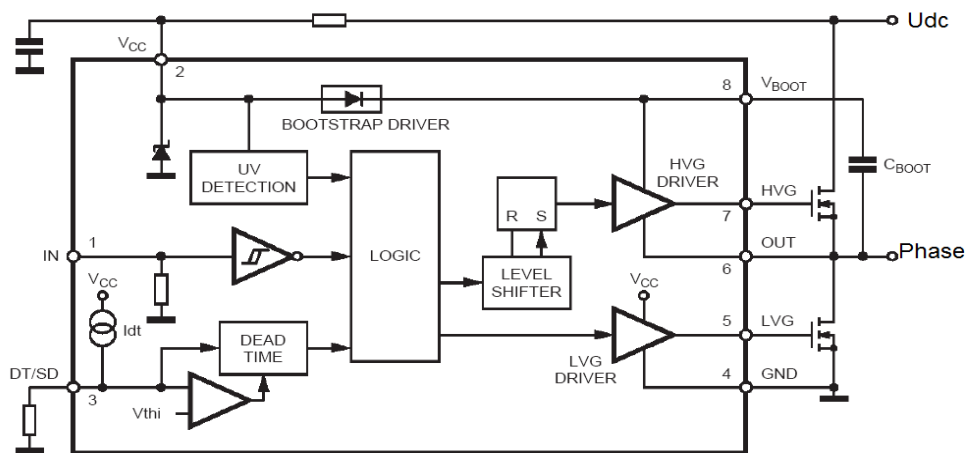 Udc
VCC
2
8
VBOOT
BOOTSTRAP DRIVER
UV
DETECTION
HVG
DRIVER
CBOOT
R S
HVG
7
IN
1
LOGIC
OUT
6
Phase
LEVEL
SHIFTER
VCC
VCC
Idt
5
LVG
DEAD
TIME
LVG
DRIVER
DT/SD
3
4
GND
Vthi